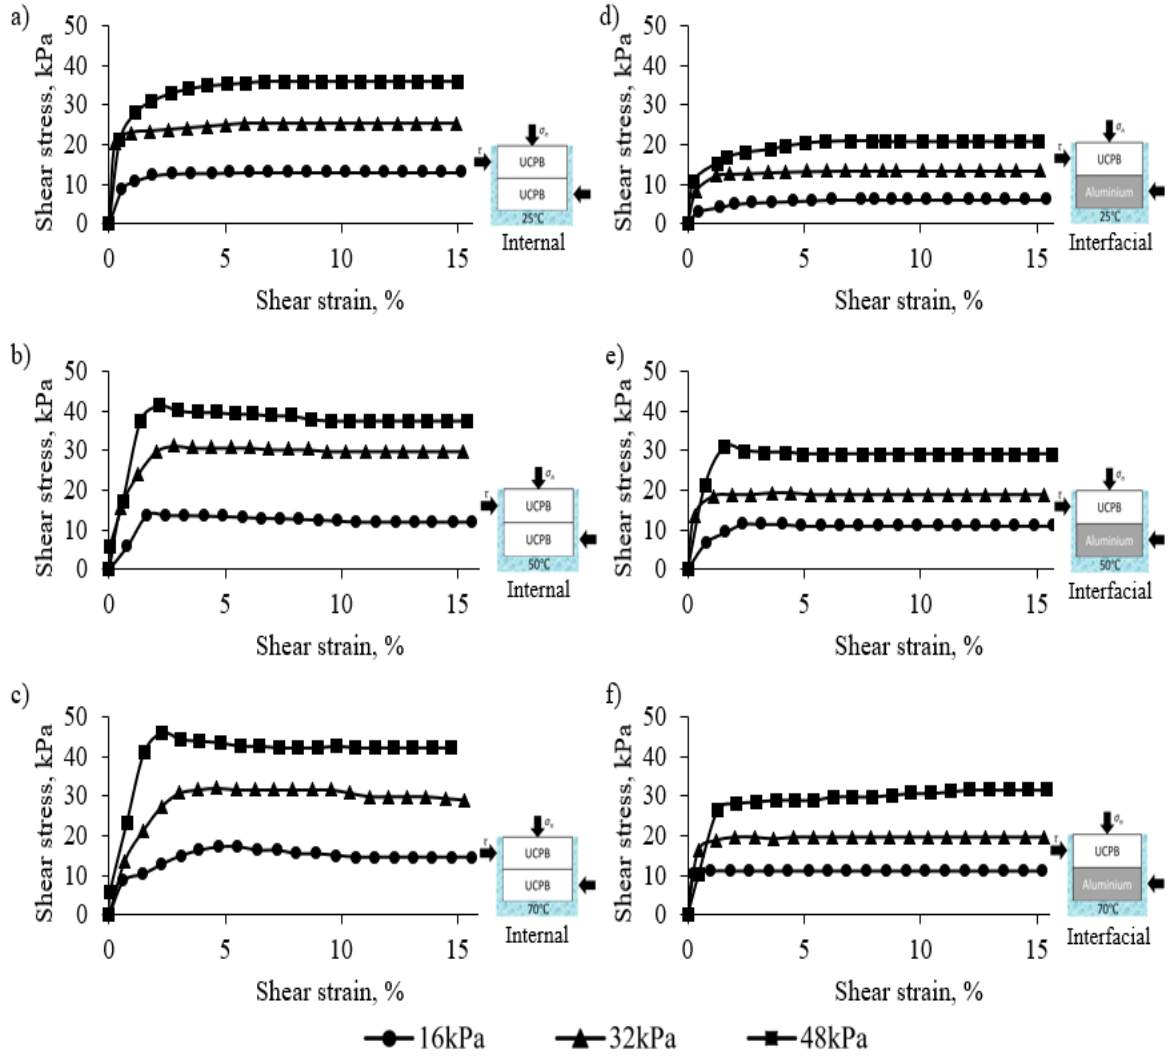 a)
Shear stress, kPa
50
40
30
20
10
0
0 5 10 15
Shear strain, %
σn
τ
UCPB
UCPB
25°C
Internal
d)
Shear stress, kPa
50
40
30
20
10
0
0 5 10 15
Shear strain, %
σn
τ
UCPB
Aluminium
25°C
Interfacial
b)
Shear stress, kPa
50
40
30
20
10
0
0 5 10 15
Shear strain, %
σn
τ
UCPB
UCPB
50°C
Internal
e)
Shear stress, kPa
50
40
30
20
10
0
0 5 10 15
Shear strain, %
σn
τ
UCPB
Aluminium
50°C
Interfacial
c)
Shear stress, kPa
50
40
30
20
10
0
0 5 10 15
Shear strain, %
σn
τ
UCPB
UCPB
70°C
Internal
f)
Shear stress, kPa
50
40
30
20
10
0
0 5 10 15
Shear strain, %
σn
τ
UCPB
Aluminium
70°C
Interfacial
16kPa 32kPa 48kPa